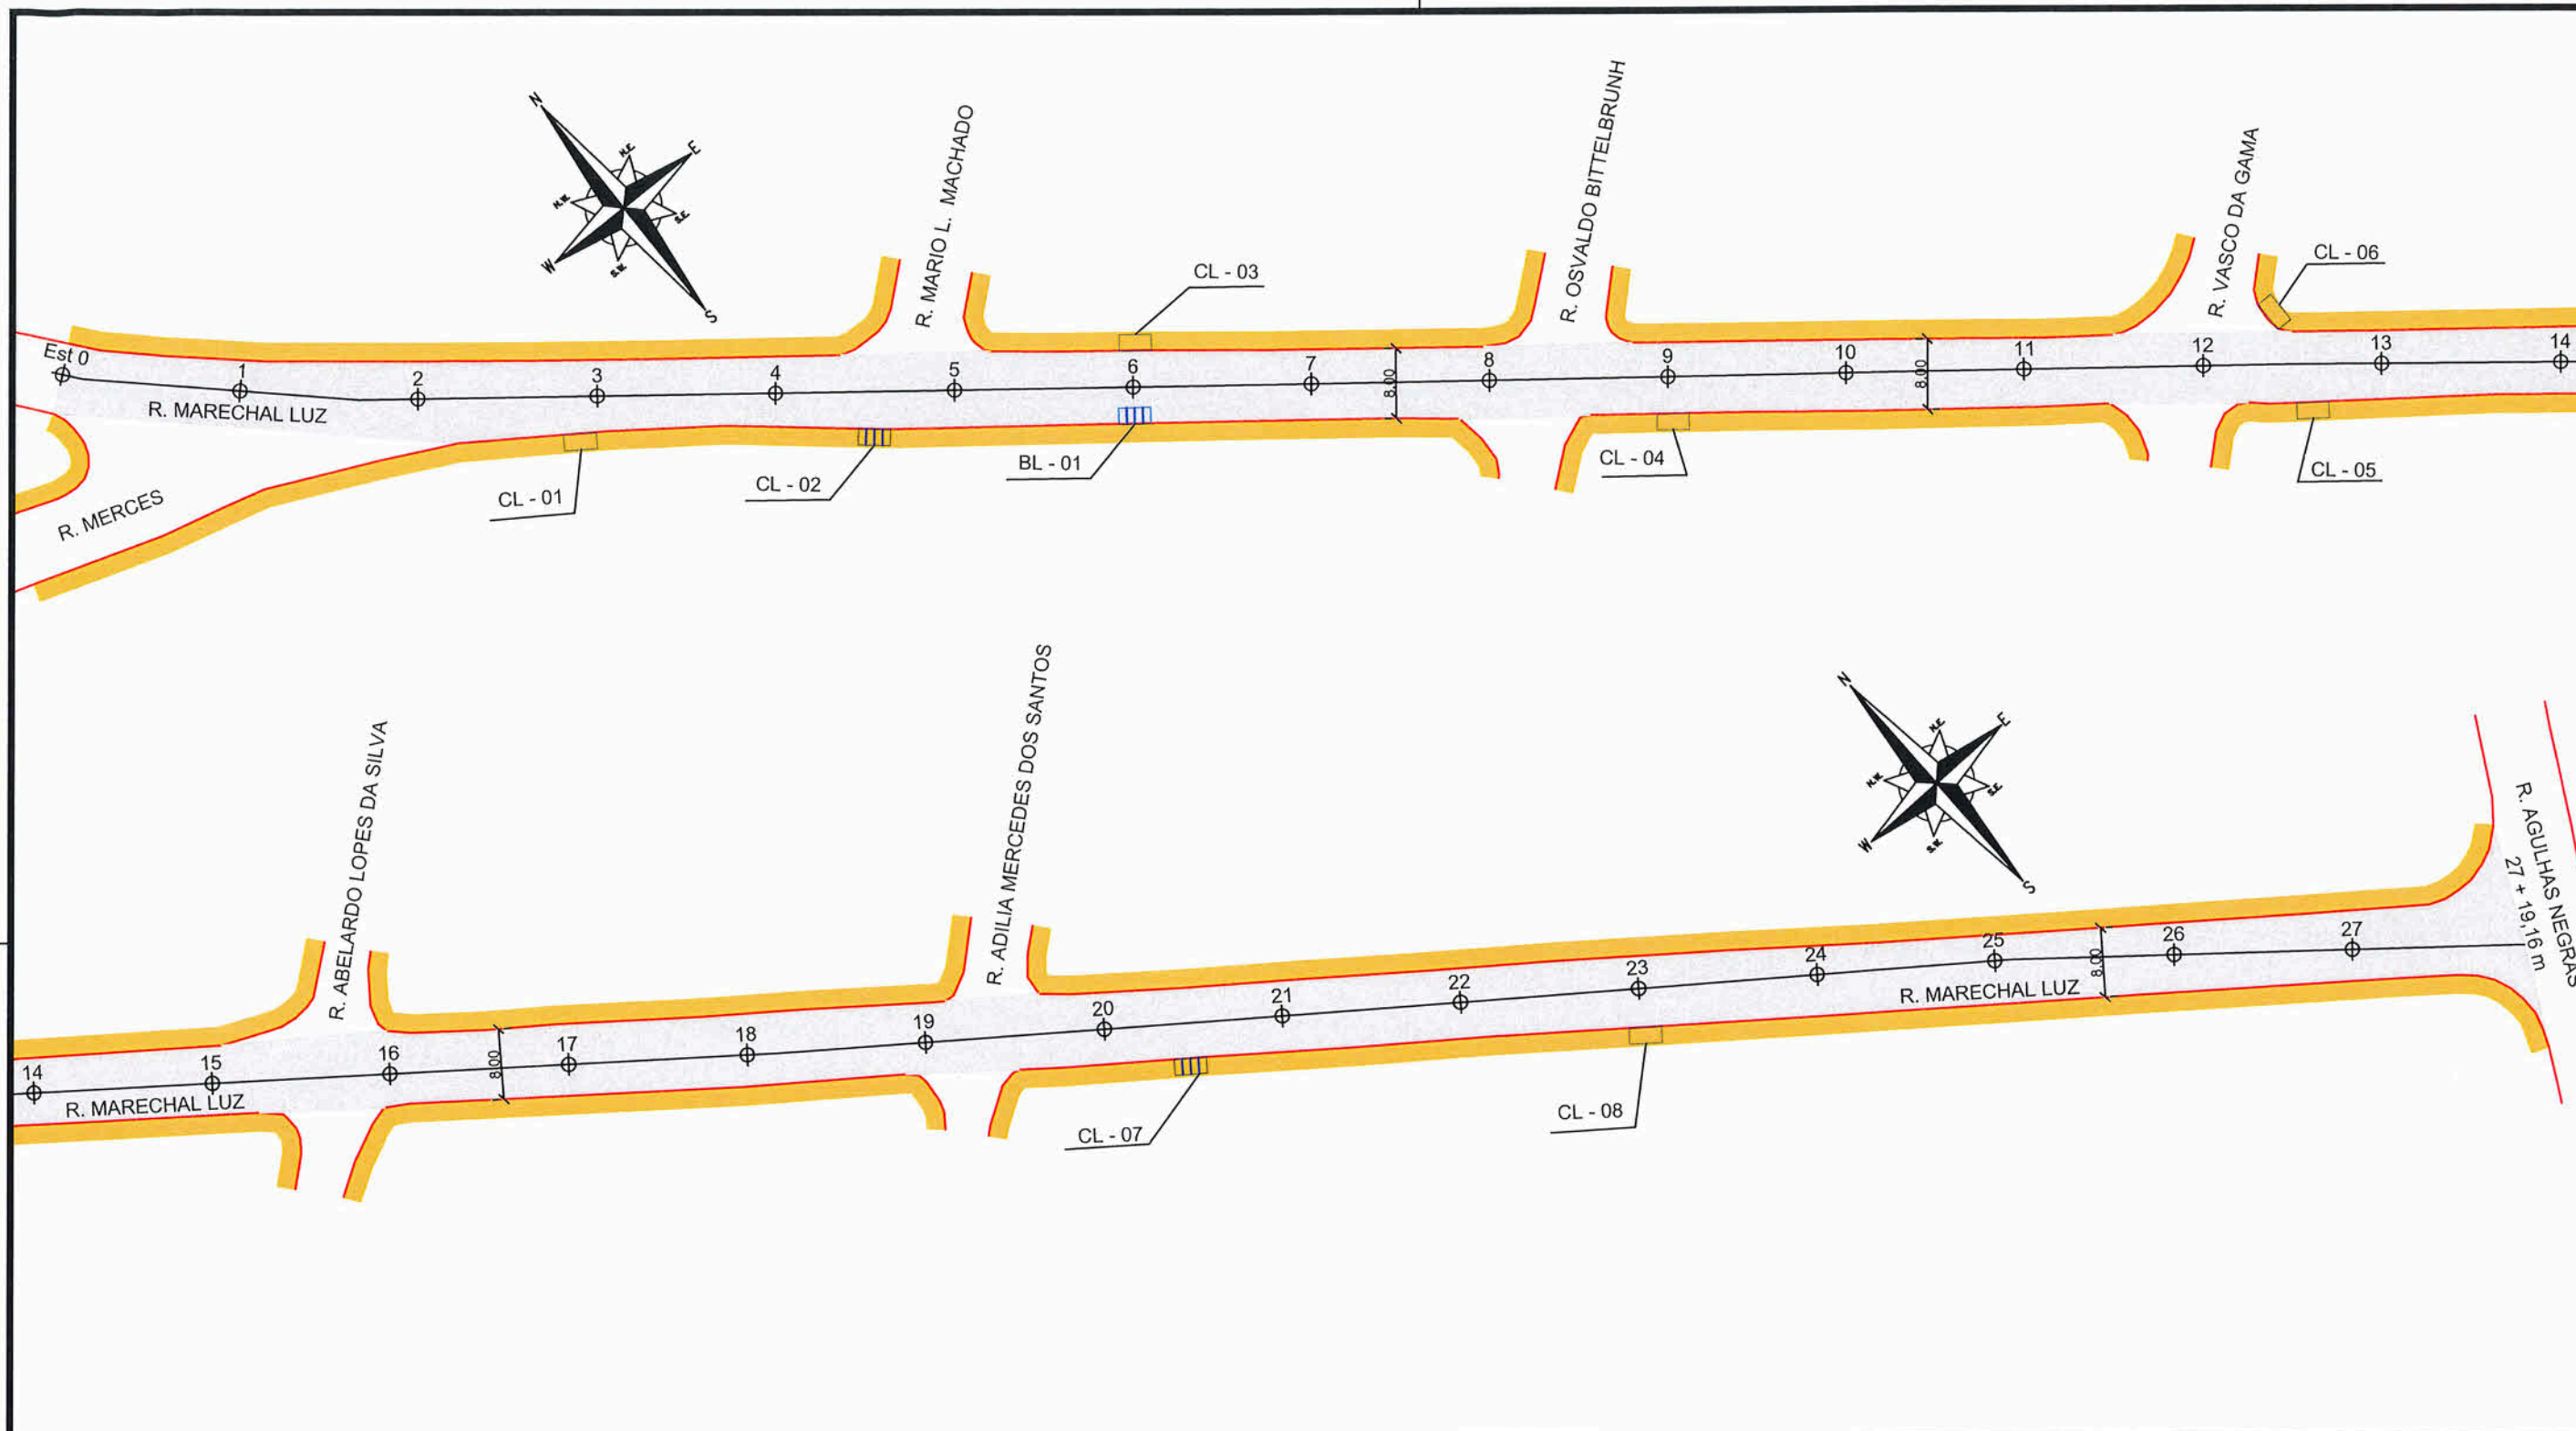 N
N.E.
E
N.W.
S.E.
W
S.W.
S
R. MARIO L. MACHADO
R. OSVALDO BITTELBRUNH
R. VASCO DA GAMA
CL - 03
CL - 06
Est 0
1
2
3
4
5
6
7
8
9
10
11
12
13
14
8.00
8.00
R. MARECHAL LUZ
R. MERCES
CL - 01
CL - 02
BL - 01
CL - 04
CL - 05
R. ABELARDO LOPES DA SILVA
R. ADILIA MERCEDES DOS SANTOS
N
N.E.
E
N.W.
S.E.
W
S.W.
S
R. AGULHAS NEGRAS
27 + 19,16 m
14
15
16
17
18
19
20
21
22
23
24
25
26
27
8.00
8.00
R. MARECHAL LUZ
R. MARECHAL LUZ
CL - 07
CL - 08